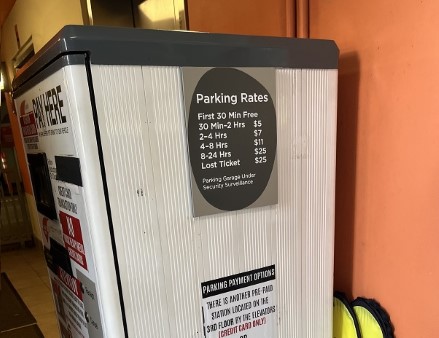 PAY HERE
Parking Rates
First 30 Min Free
30 Min-2 Hrs $5
2-4 Hrs $7
4-8 Hrs $11
8-24 Hrs $25
Lost Ticket $25
Parking Garage Under
Security Surveillance
PARKING PAYMENT OPTIONS
THERE IS ANOTHER PRE-PAID
STATION LOCATED ON THE
3RD FLOOR BY THE ELEVATORS
(CREDIT CARD ONLY)
OR